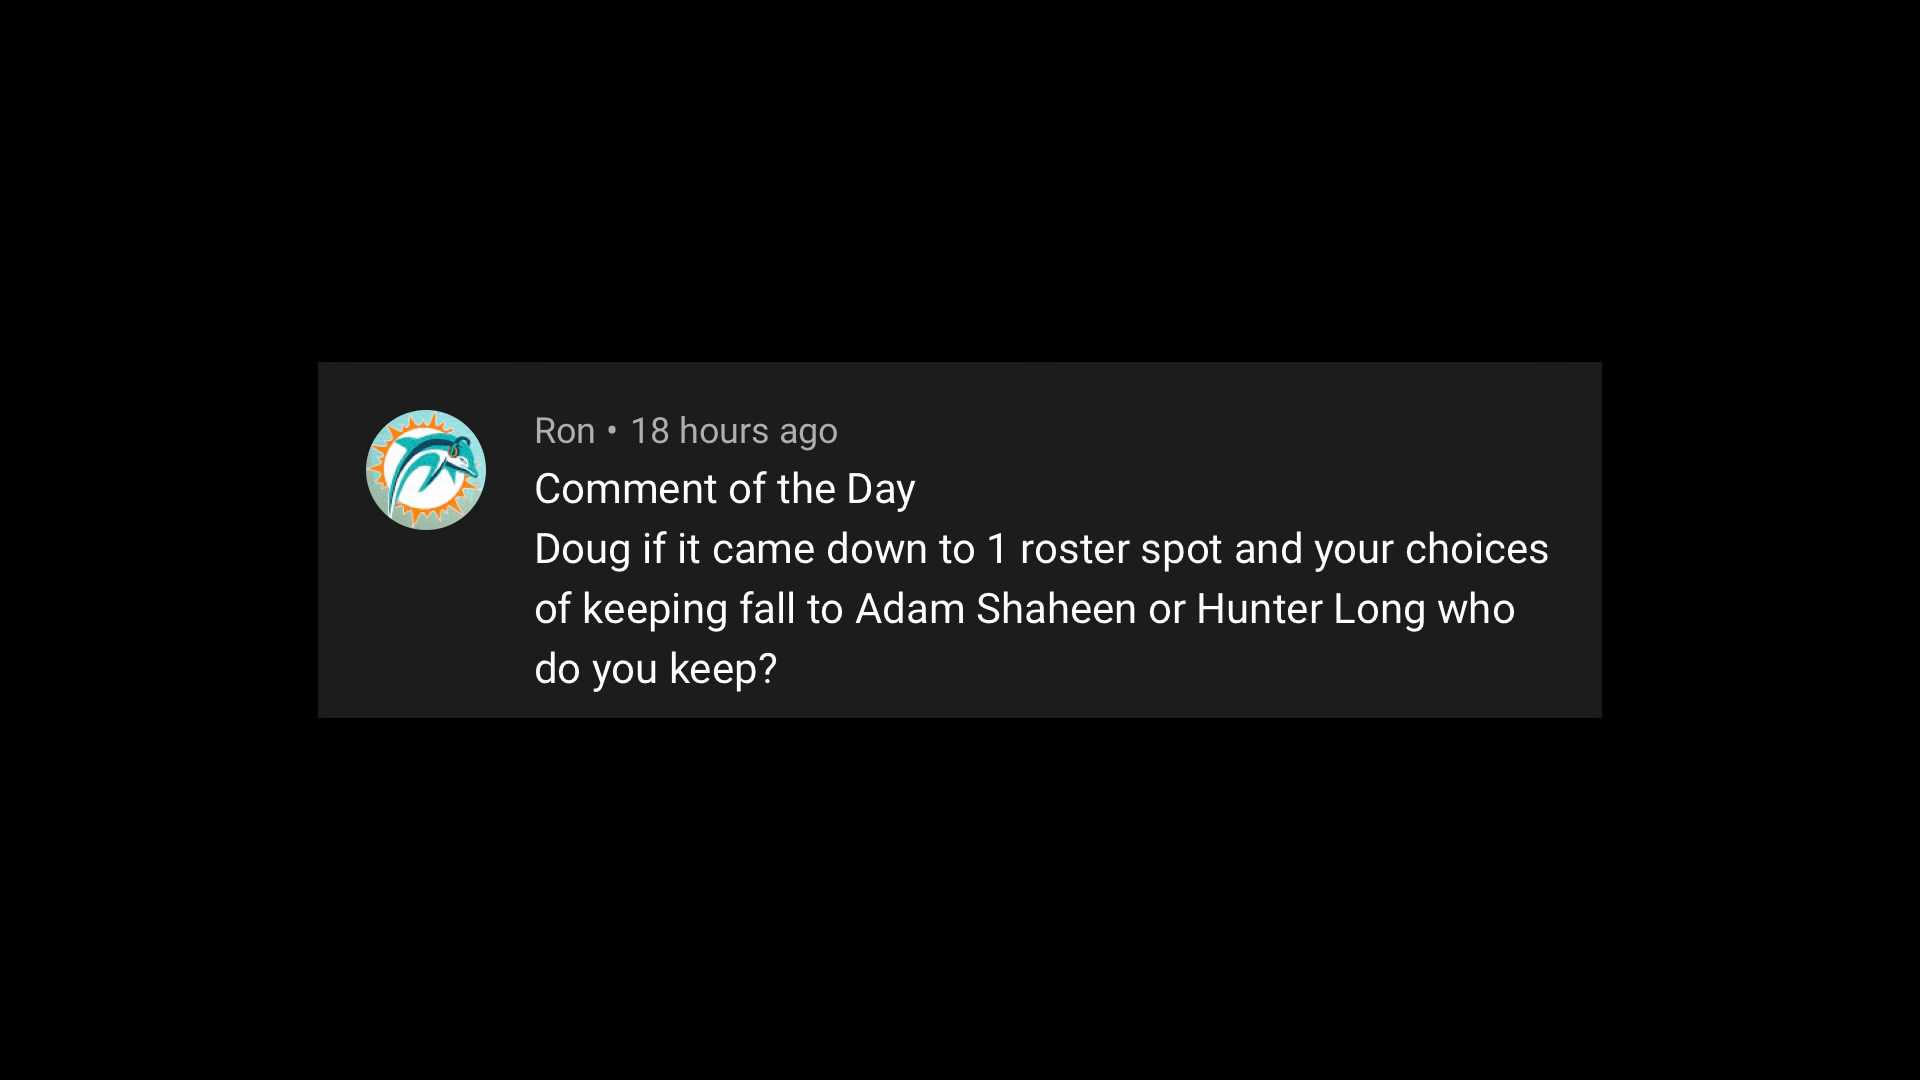 Ron • 18 hours ago
Comment of the Day
Doug if it came down to 1 roster spot and your choices
of keeping fall to Adam Shaheen or Hunter Long who
do you keep?